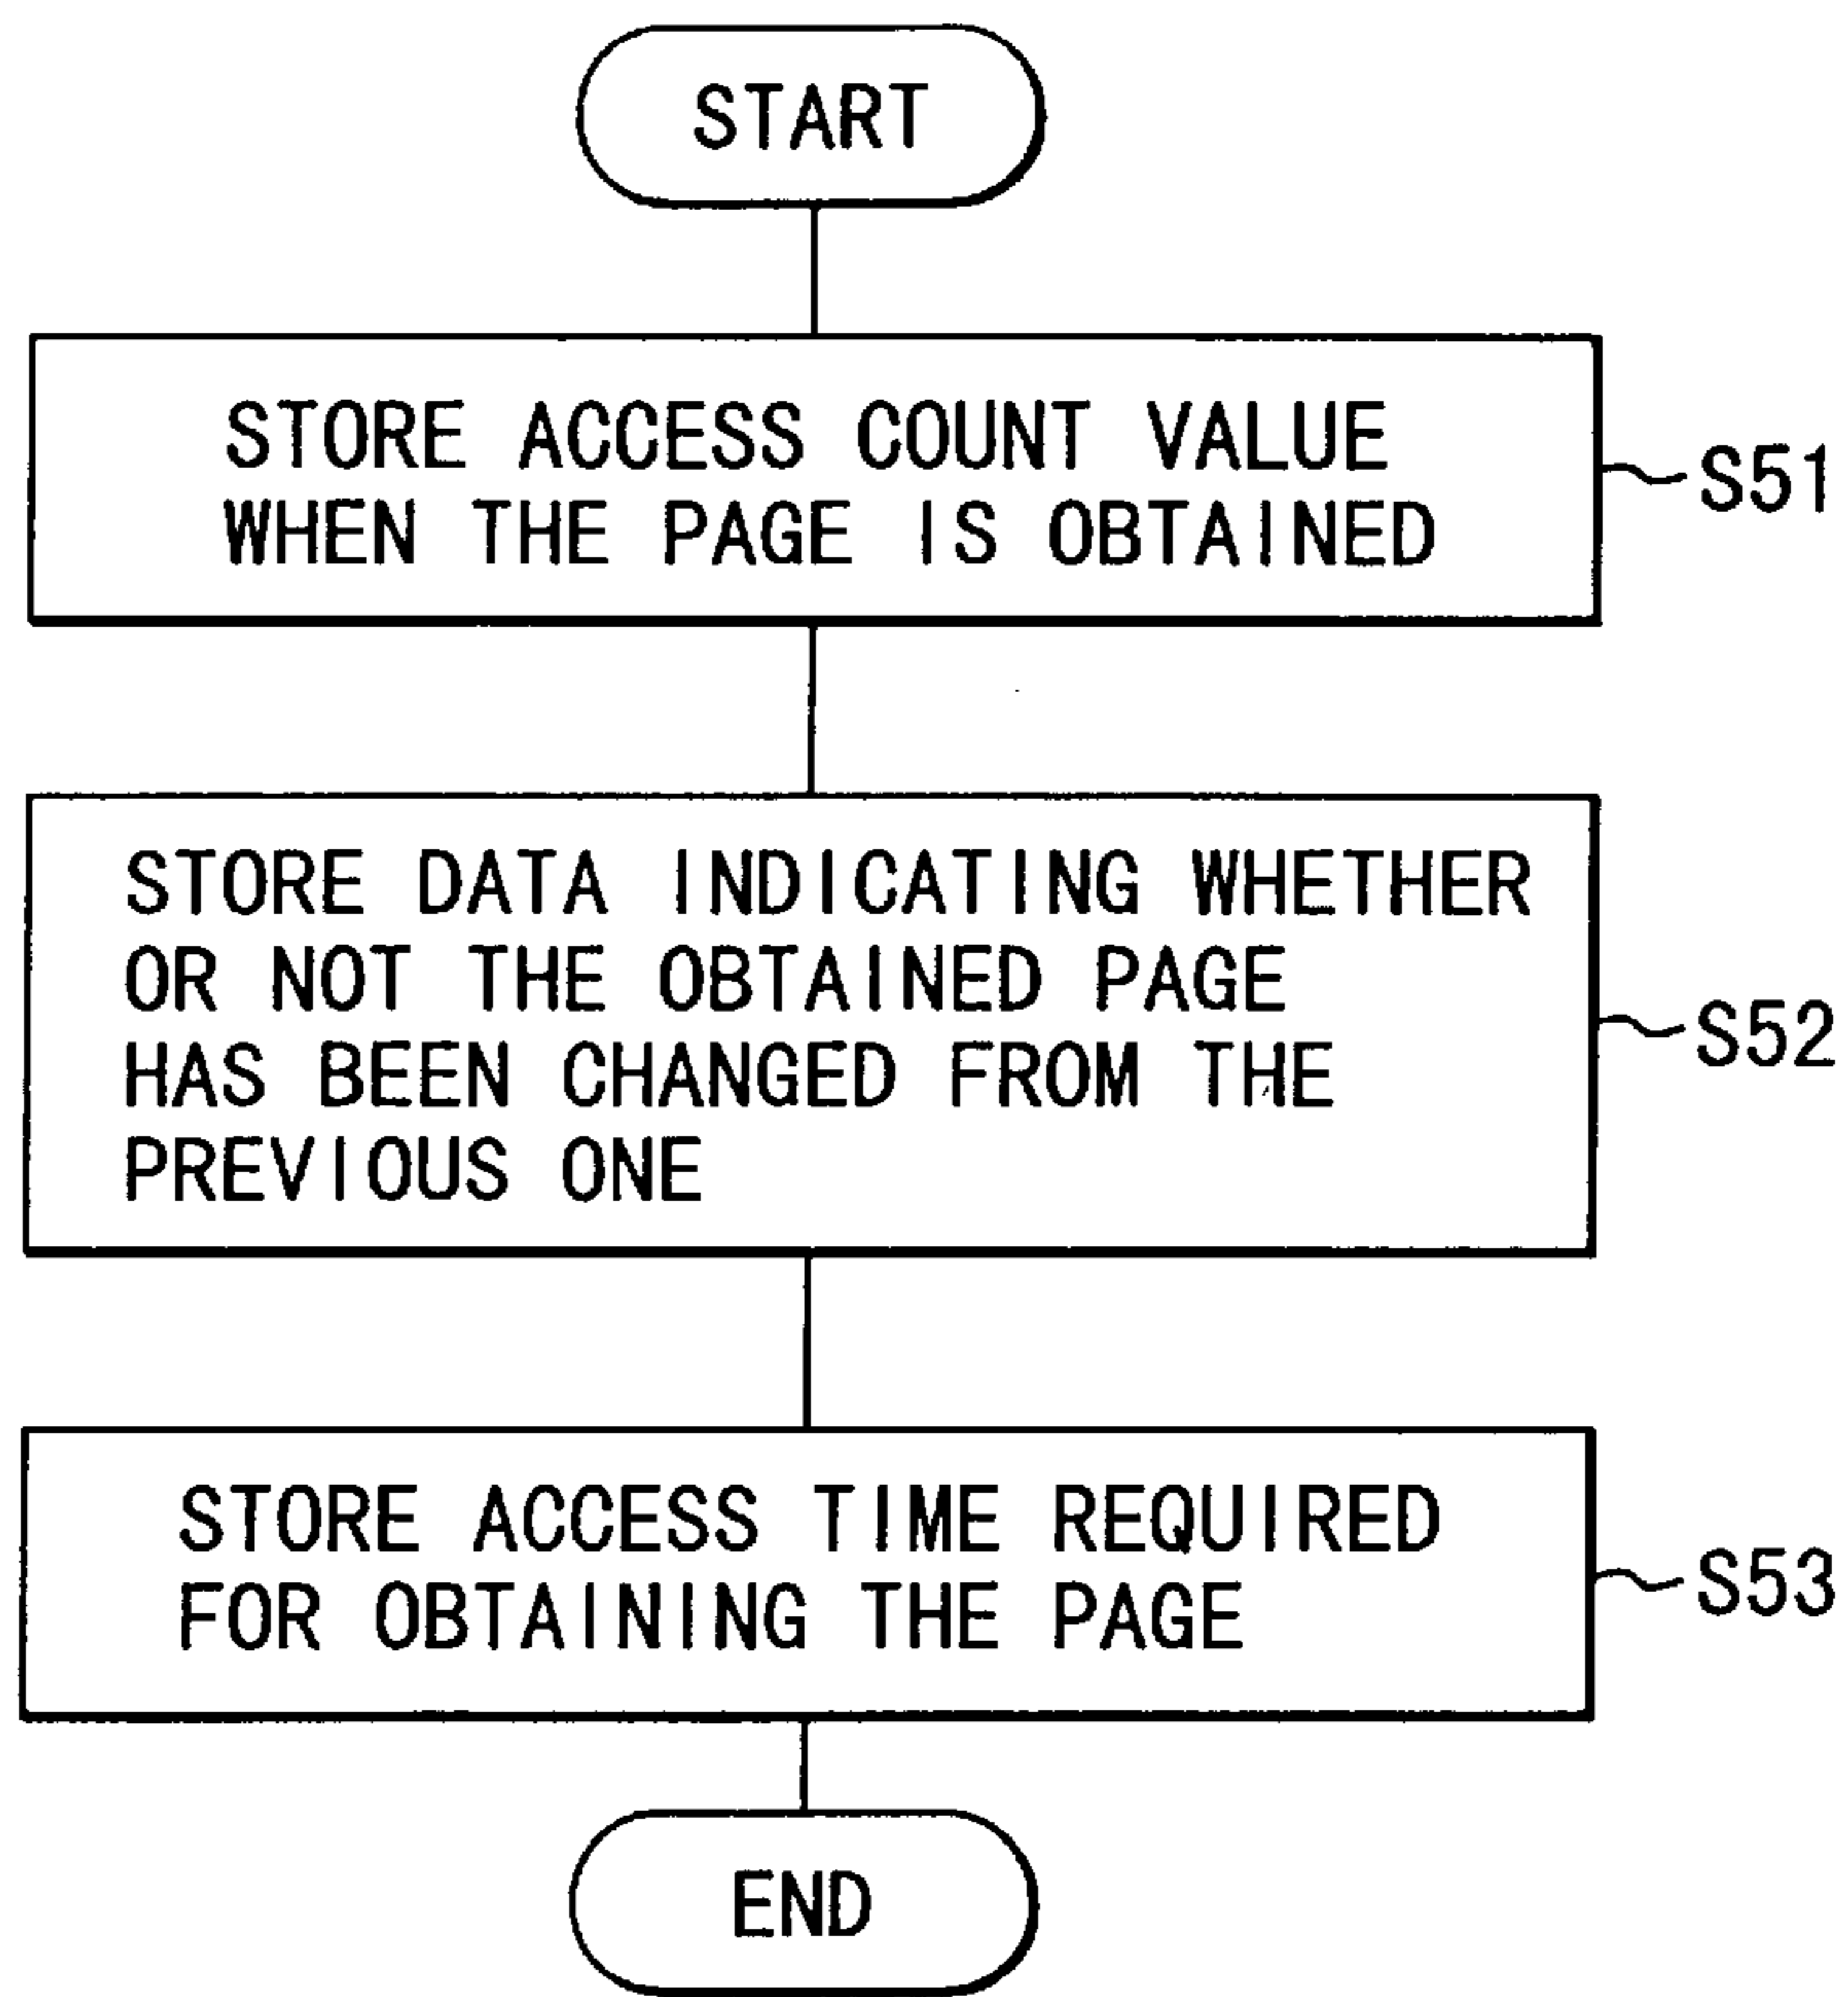 START
STORE ACCESS COUNT VALUE
WHEN THE PAGE IS OBTAINED
S51
STORE DATA INDICATING WHETHER
OR NOT THE OBTAINED PAGE
HAS BEEN CHANGED FROM THE
PREVIOUS ONE
S52
STORE ACCESS TIME REQUIRED
FOR OBTAINING THE PAGE
S53
END